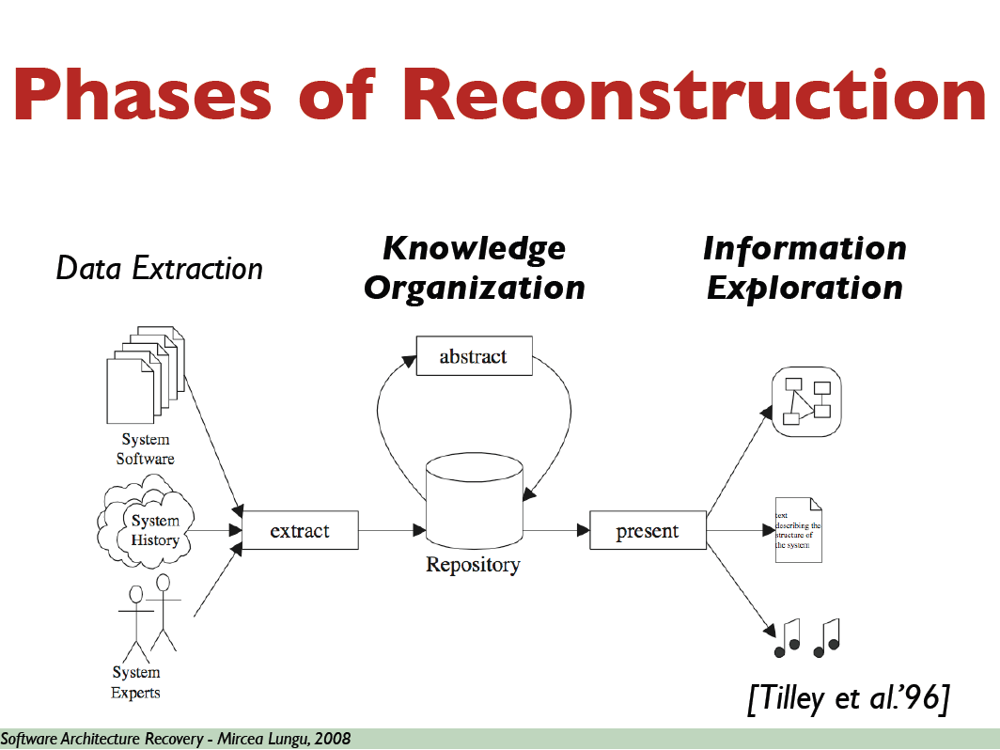 Phases of Reconstruction
Data Extraction
Knowledge
Organization
Information
Exploration
abstract
System
Software
System
History
extract
Repository
present
text
describing the
structure of
the system
System
Experts
[Tilley et al.’96]
Software Architecture Recovery - Mircea Lungu, 2008